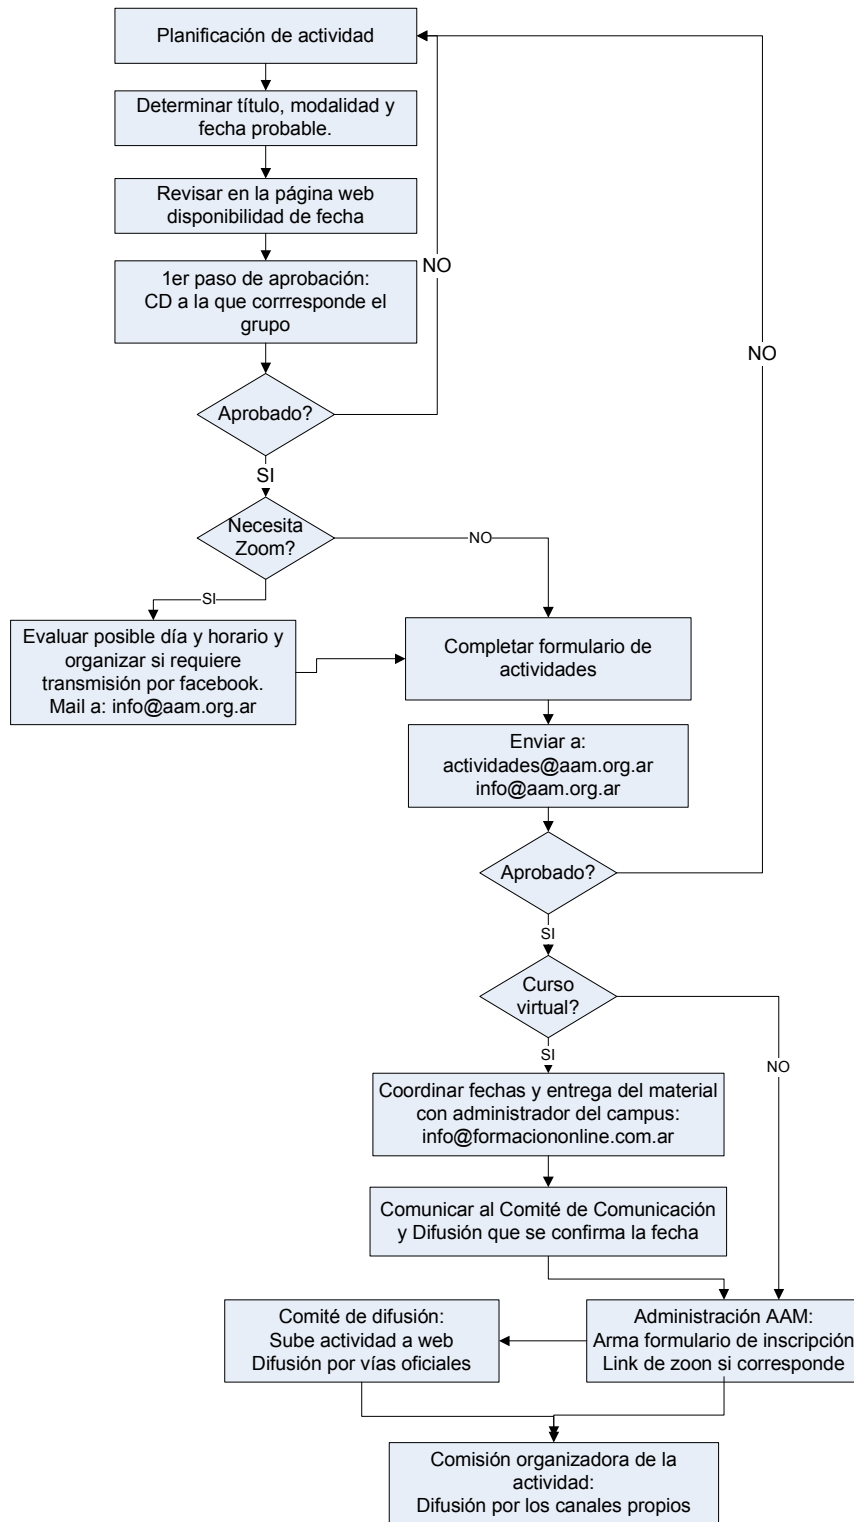 Planificación de actividad
Determinar título, modalidad y
fecha probable.
Revisar en la página web
disponibilidad de fecha
NO
1er paso de aprobación:
CD a la que corrresponde el
grupo
NO
Aprobado?
SI
Necesita
Zoom?
NO
SI
Evaluar posible día y horario y
organizar si requiere
transmisión por facebook.
Mail a: info@aam.org.ar
Completar formulario de
actividades
Enviar a:
actividades@aam.org.ar
info@aam.org.ar
Aprobado?
SI
Curso
virtual?
SI
NO
Coordinar fechas y entrega del material
con administrador del campus:
info@formaciononline.com.ar
Comunicar al Comité de Comunicación
y Difusión que se confirma la fecha
Comité de difusión:
Sube actividad a web
Difusión por vías oficiales
Administración AAM:
Arma formulario de inscripción
Link de zoon si corresponde
Comisión organizadora de la
actividad:
Difusión por los canales propios